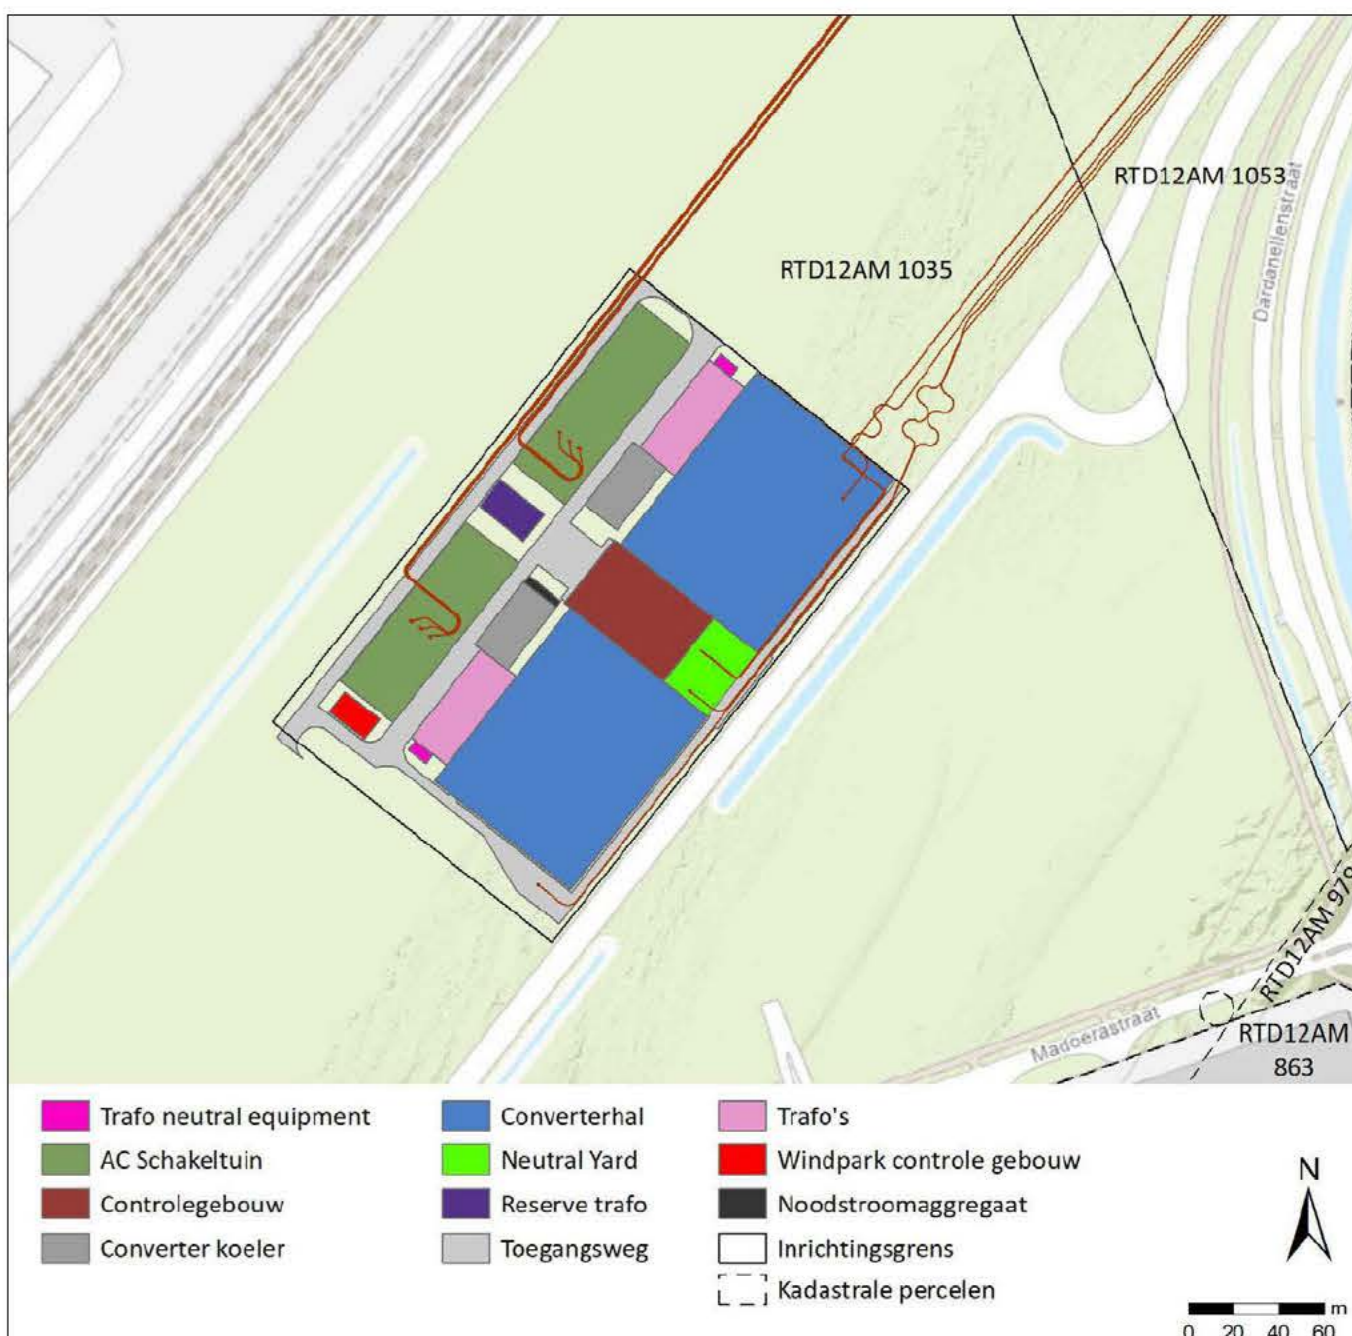 RTD12AM 1053
Dardanellenstraat
RTD12AM 1035
RTD12AM 979
Madoerastraat
RTD12AM
863
Trafo neutral equipment
AC Schakeltuin
Controlegebouw
Converter koeler
Converterhal
Neutral Yard
Reserve trafo
Toegangsweg
Trafo's
Windpark controle gebouw
Noodstroomaggregaat
Inrichtingsgrens
Kadastrale percelen
N
m
0 20 40 60